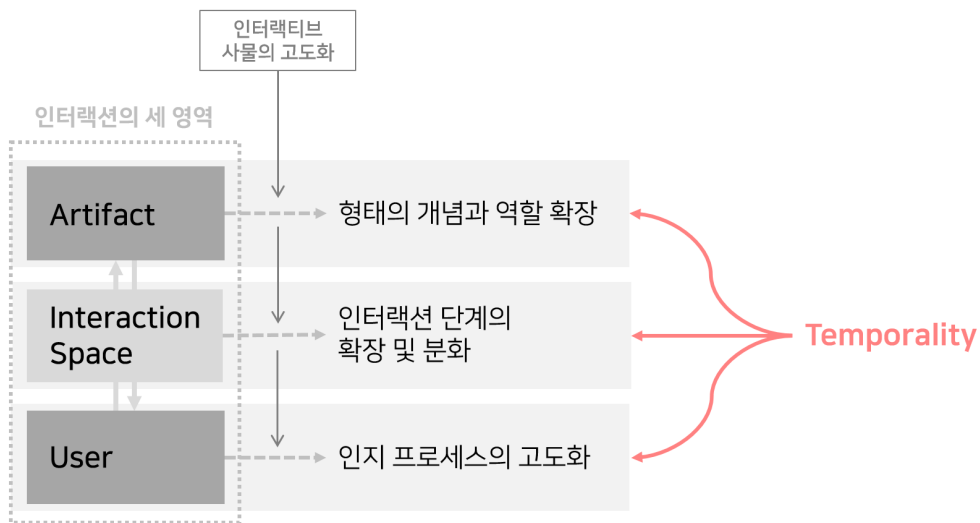 인터랙티브
사물의 고도화
인터랙션의 세 영역
Artifact
형태의 개념과 역할 확장
Interaction
Space
인터랙션 단계의
확장 및 분화
Temporality
User
인지 프로세스의 고도화